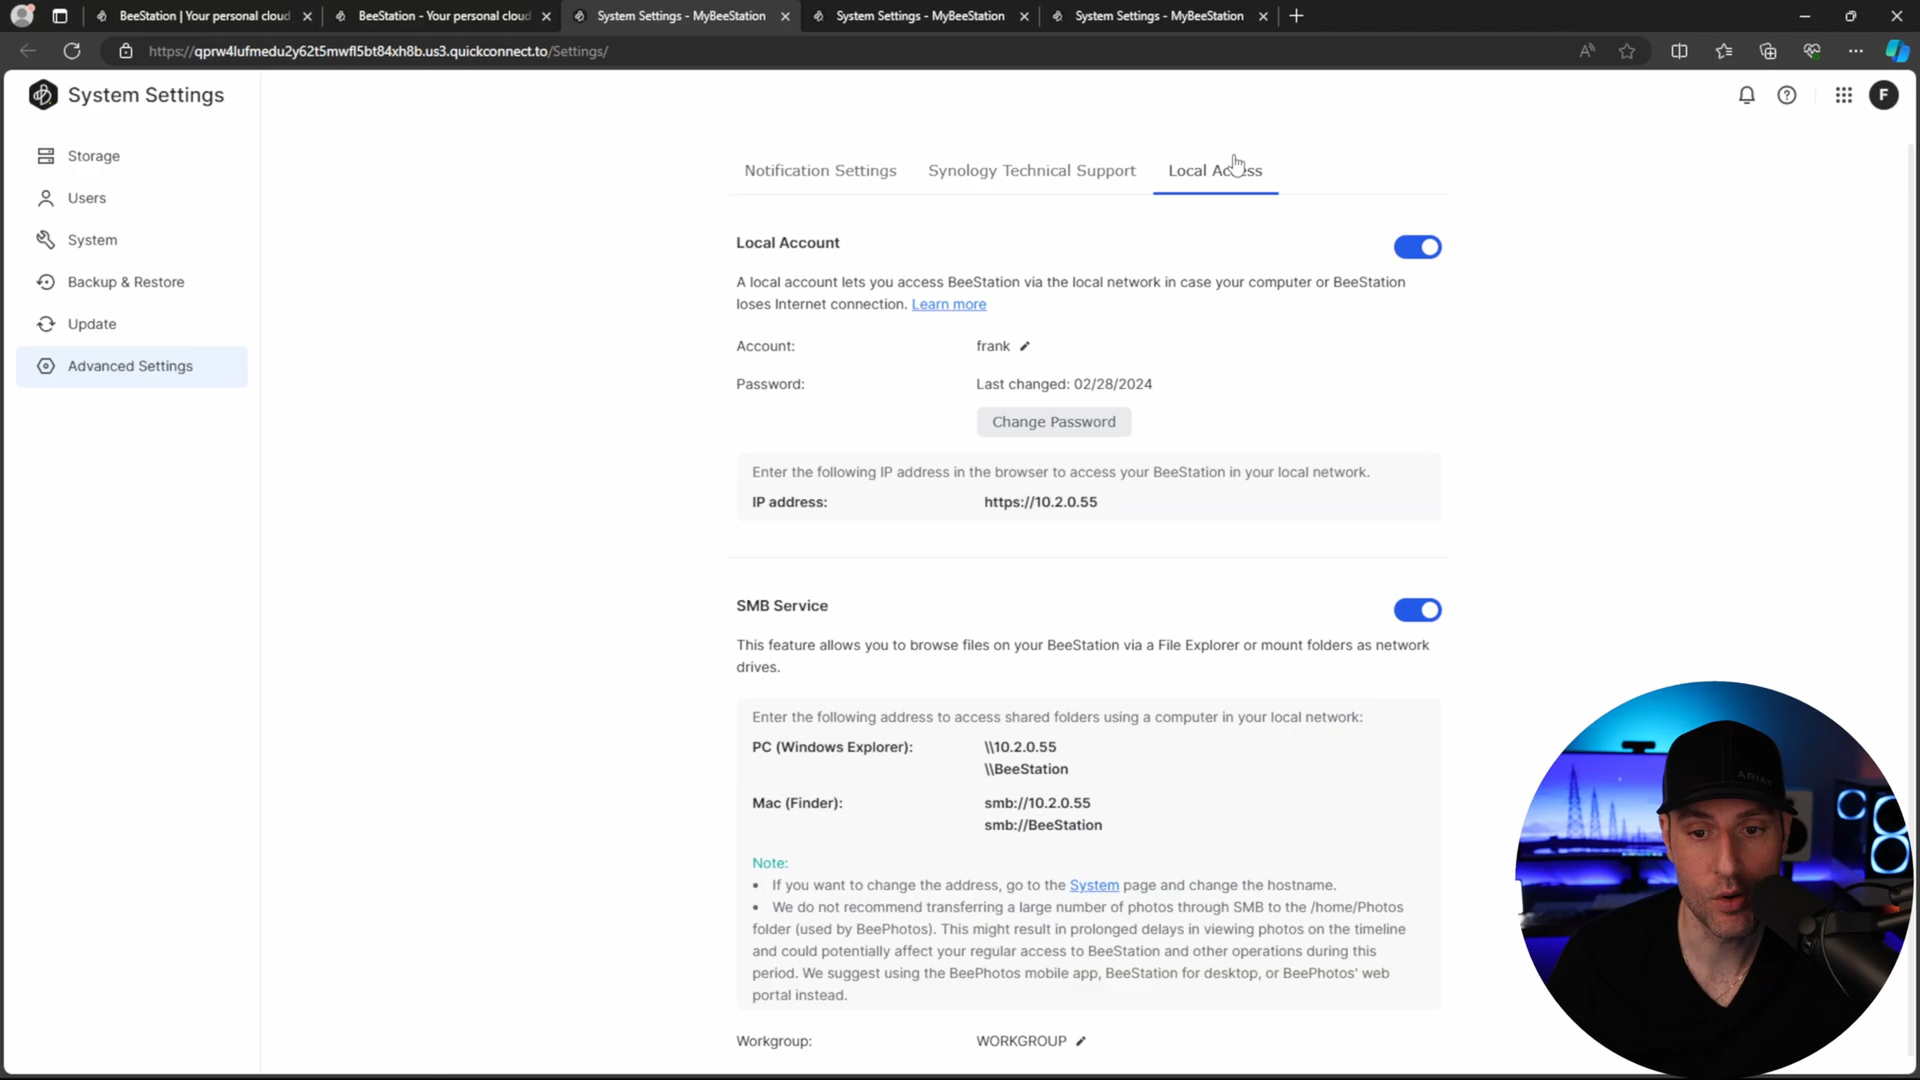 BeeStation | Your personal cloud
BeeStation - Your personal cloud
System Settings - MyBeeStation
System Settings - MyBeeStation
System Settings - MyBeeStation
https://qprw4lufmedu2y62t5mwfl5bt84xh8b.us3.quickconnect.to/Settings/
System Settings
F
Storage
Users
System
Backup & Restore
Update
Advanced Settings
Notification Settings
Synology Technical Support
Local Access
Local Account
A local account lets you access BeeStation via the local network in case your computer or BeeStation
loses Internet connection. Learn more
Account: frank
Password: Last changed: 02/28/2024
Change Password
Enter the following IP address in the browser to access your BeeStation in your local network.
IP address: https://10.2.0.55
SMB Service
This feature allows you to browse files on your BeeStation via a File Explorer or mount folders as network
drives.
Enter the following address to access shared folders using a computer in your local network:
PC (Windows Explorer): \\10.2.0.55
\\BeeStation
Mac (Finder): smb://10.2.0.55
smb://BeeStation
Note:
• If you want to change the address, go to the System page and change the hostname.
• We do not recommend transferring a large number of photos through SMB to the /home/Photos
folder (used by BeePhotos). This might result in prolonged delays in viewing photos on the timeline
and could potentially affect your regular access to BeeStation and other operations during this
period. We suggest using the BeePhotos mobile app, BeeStation for desktop, or BeePhotos' web
portal instead.
Workgroup: WORKGROUP
ARIAT